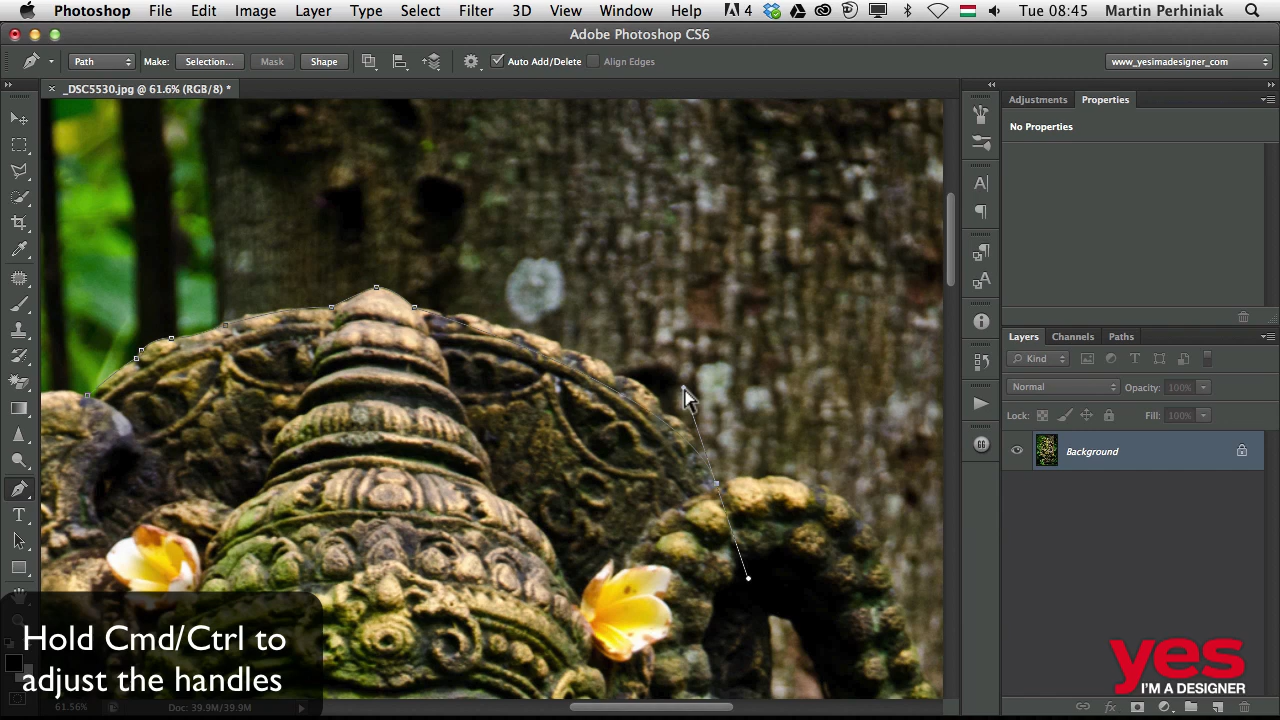 Photoshop File Edit Image Layer Type Select Filter 3D View Window Help 4 Tue 08:45 Martin Perhiniak
Adobe Photoshop CS6
Path Make: Selection... Mask Shape Auto Add/Delete Align Edges www_yesimadesigner_com
_DSC5530.jpg @ 61.6% (RGB/8) *
Adjustments Properties
No Properties
Layers Channels Paths
Kind
Normal Opacity: 100%
Lock: Fill: 100%
Background
Hold Cmd/Ctrl to
adjust the handles
61.56% Doc: 39.9M/39.9M
yes
I'M A DESIGNER